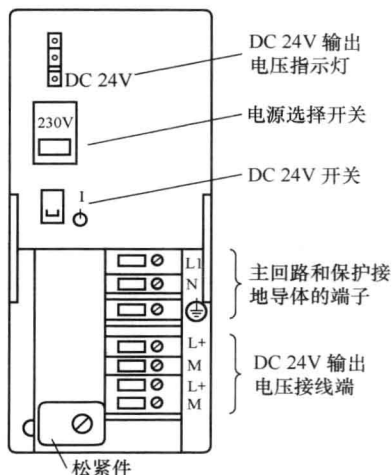 DC 24V 输出
电压指示灯
DC 24V
电源选择开关
230V
DC 24V 开关
I
L1
N
主回路和保护接
地导体的端子
L+
M
L+
M
DC 24V 输出
电压接线端
松紧件